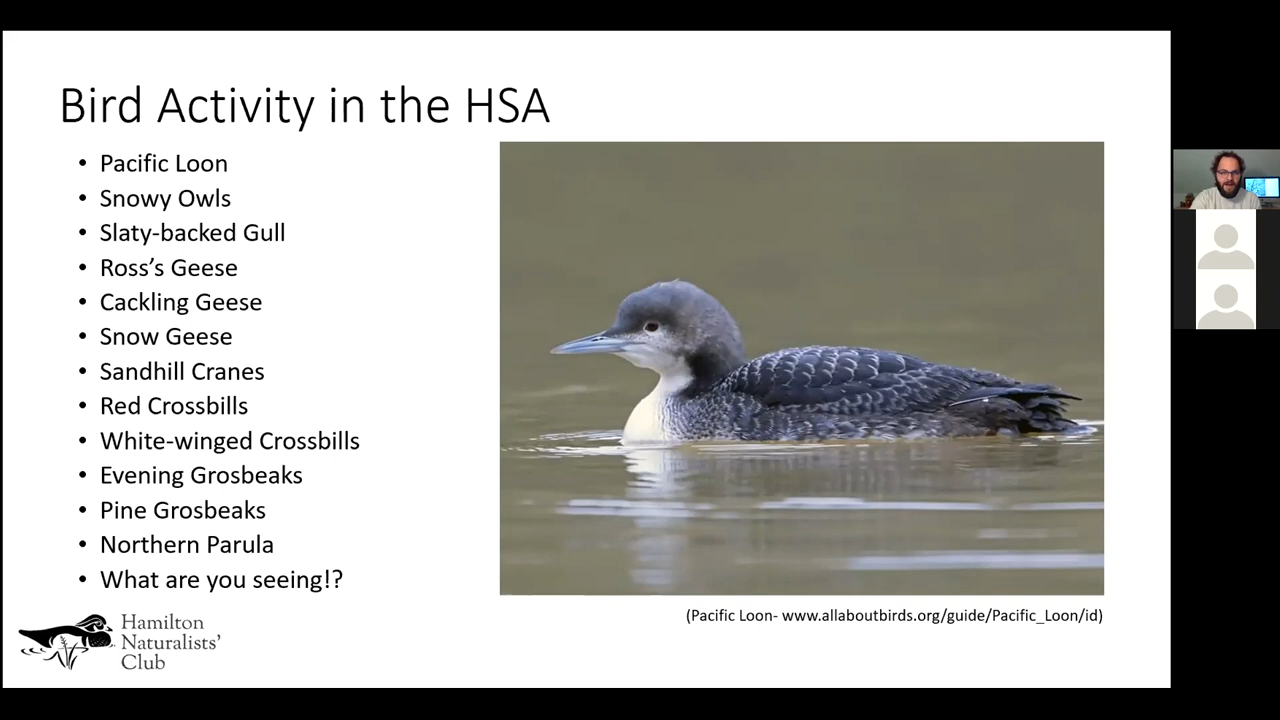 Bird Activity in the HSA
• Pacific Loon
• Snowy Owls
• Slaty-backed Gull
• Ross’s Geese
• Cackling Geese
• Snow Geese
• Sandhill Cranes
• Red Crossbills
• White-winged Crossbills
• Evening Grosbeaks
• Pine Grosbeaks
• Northern Parula
• What are you seeing!?
(Pacific Loon- www.allaboutbirds.org/guide/Pacific_Loon/id)
Hamilton
Naturalists’
Club